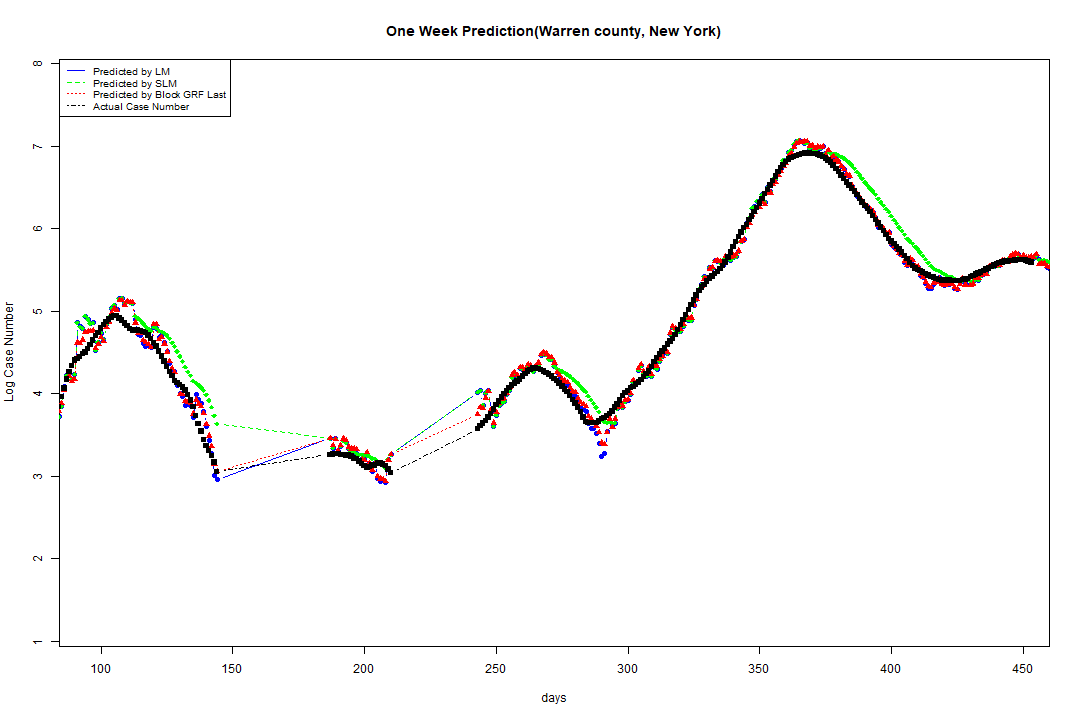 One Week Prediction(Warren county, New York)
Predicted by LM
Predicted by SLM
Predicted by Block GRF Last
Actual Case Number
Log Case Number
8
7
6
5
4
3
2
1
100 150 200 250 300 350 400 450
days